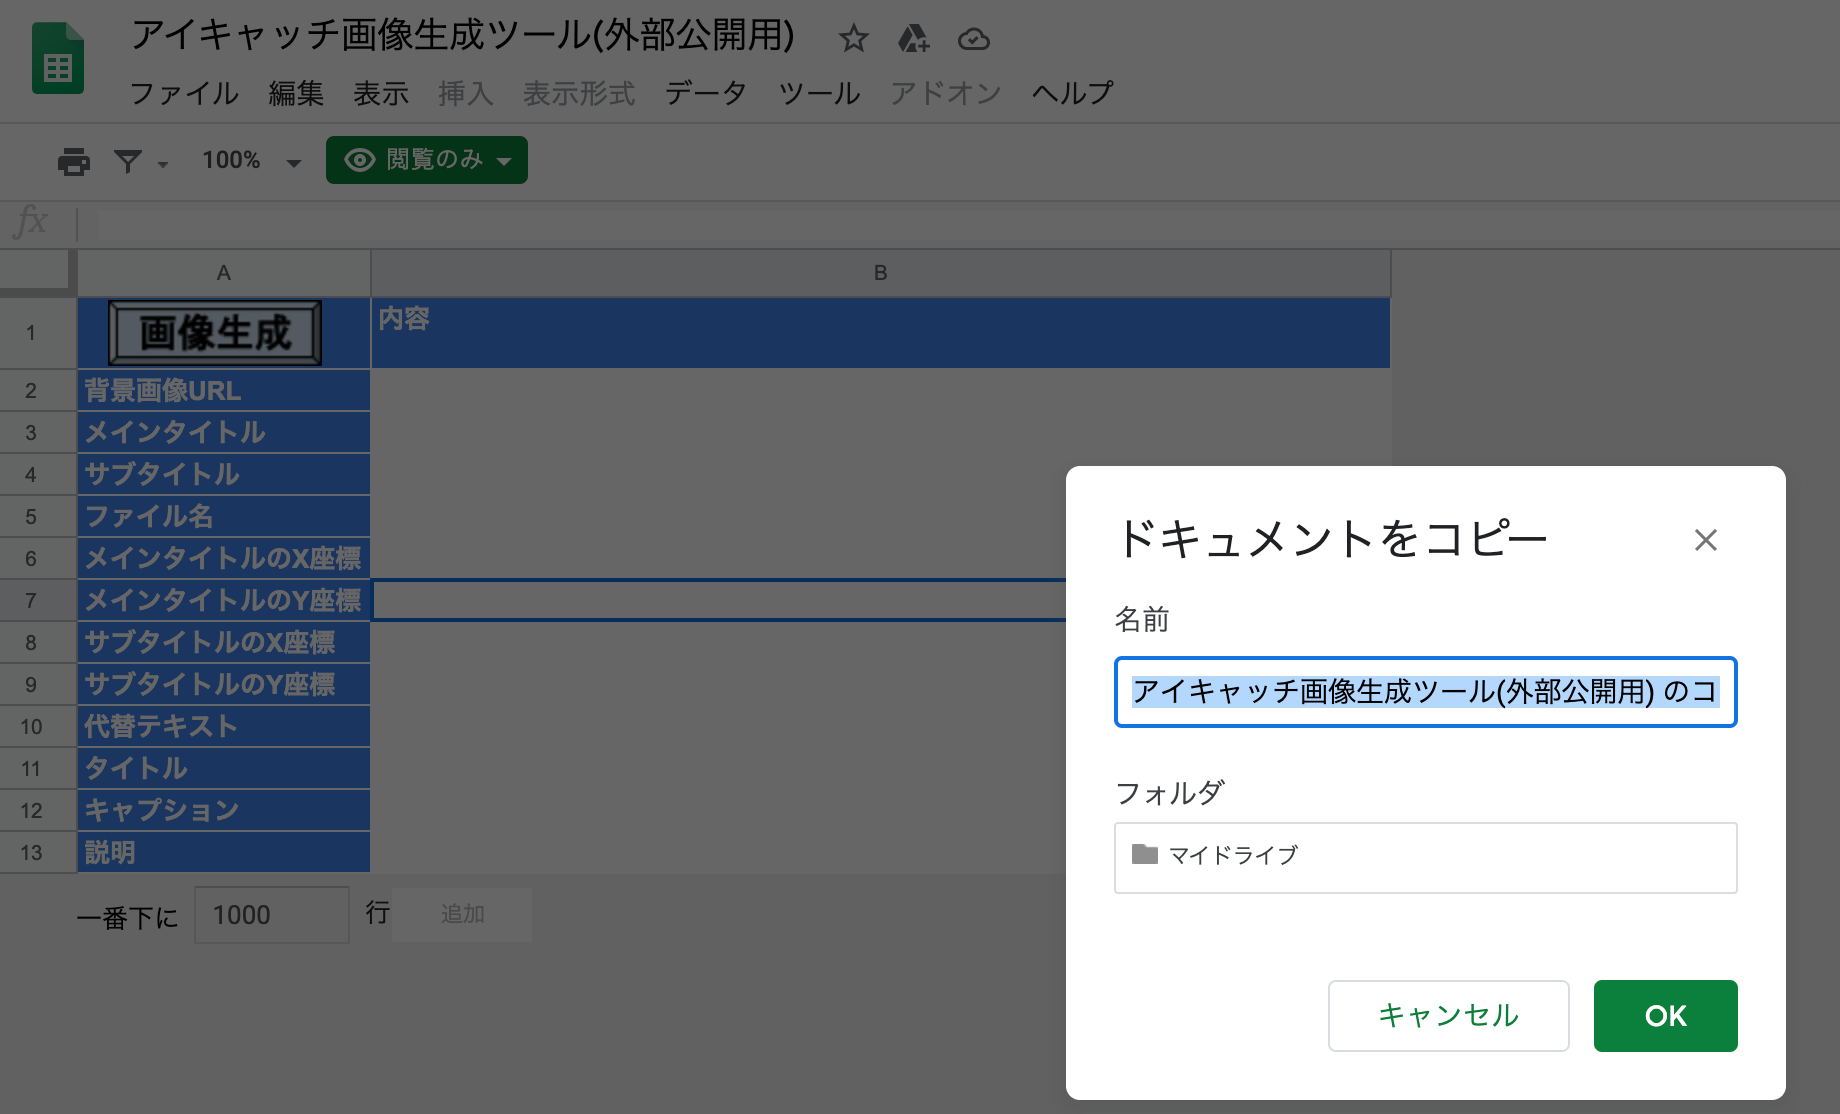 アイキャッチ画像生成ツール(外部公開用)
ファイル 編集 表示 挿入 表示形式 データ ツール アドオン ヘルプ
100% 閲覧のみ
fx
A B
1 画像生成 内容
2 背景画像URL
3 メインタイトル
4 サブタイトル
5 ファイル名
6 メインタイトルのX座標
7 メインタイトルのY座標
8 サブタイトルのX座標
9 サブタイトルのY座標
10 代替テキスト
11 タイトル
12 キャプション
13 説明
一番下に 1000 行 追加
ドキュメントをコピー
名前
アイキャッチ画像生成ツール(外部公開用) のコ
フォルダ
マイドライブ
キャンセル OK